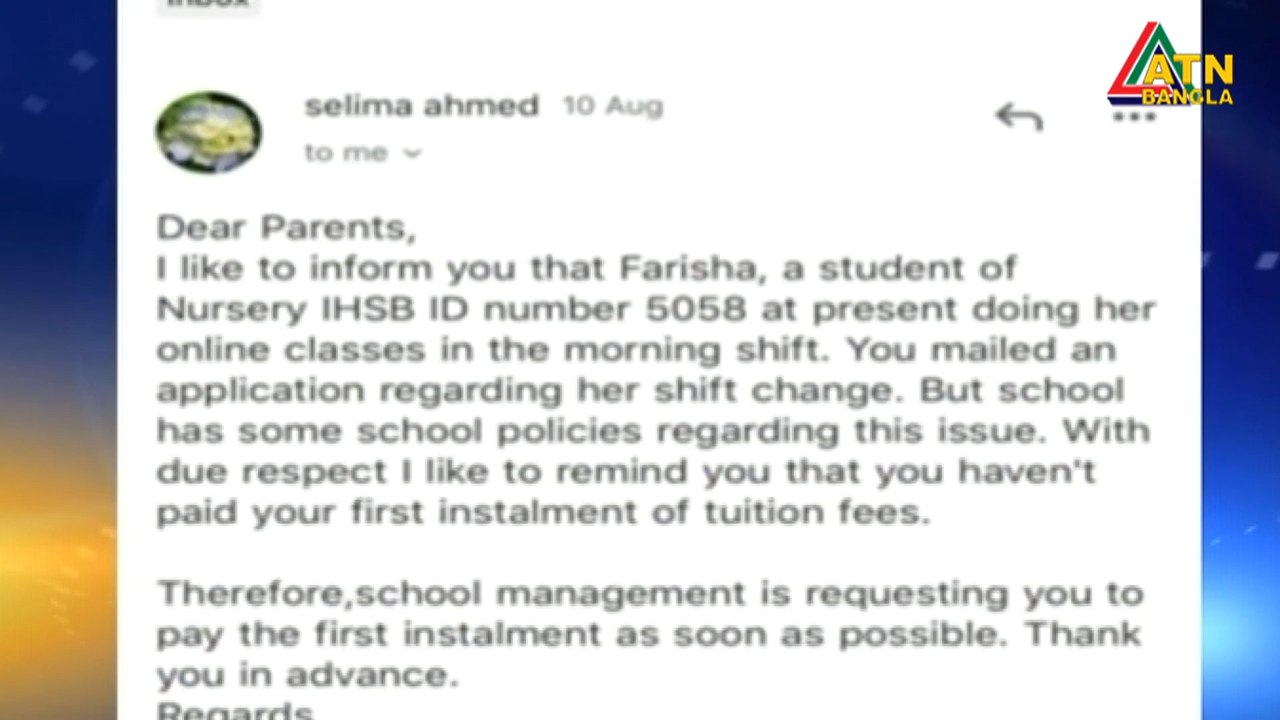 Inbox
ATN
BANGLA
selima ahmed 10 Aug
to me
Dear Parents,
I like to inform you that Farisha, a student of
Nursery IHSB ID number 5058 at present doing her
online classes in the morning shift. You mailed an
application regarding her shift change. But school
has some school policies regarding this issue. With
due respect I like to remind you that you haven't
paid your first instalment of tuition fees.
Therefore,school management is requesting you to
pay the first instalment as soon as possible. Thank
you in advance.
Regards